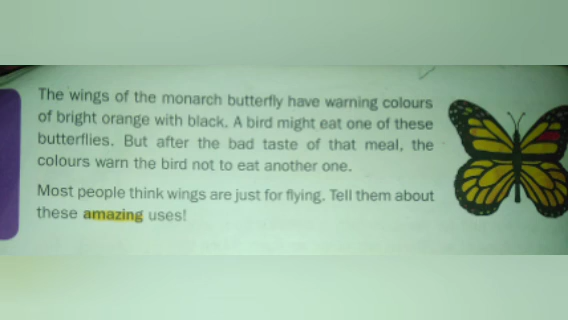 The wings of the monarch butterfly have warning colours
of bright orange with black. A bird might eat one of these
butterflies. But after the bad taste of that meal, the
colours warn the bird not to eat another one.
Most people think wings are just for flying. Tell them about
these amazing uses!